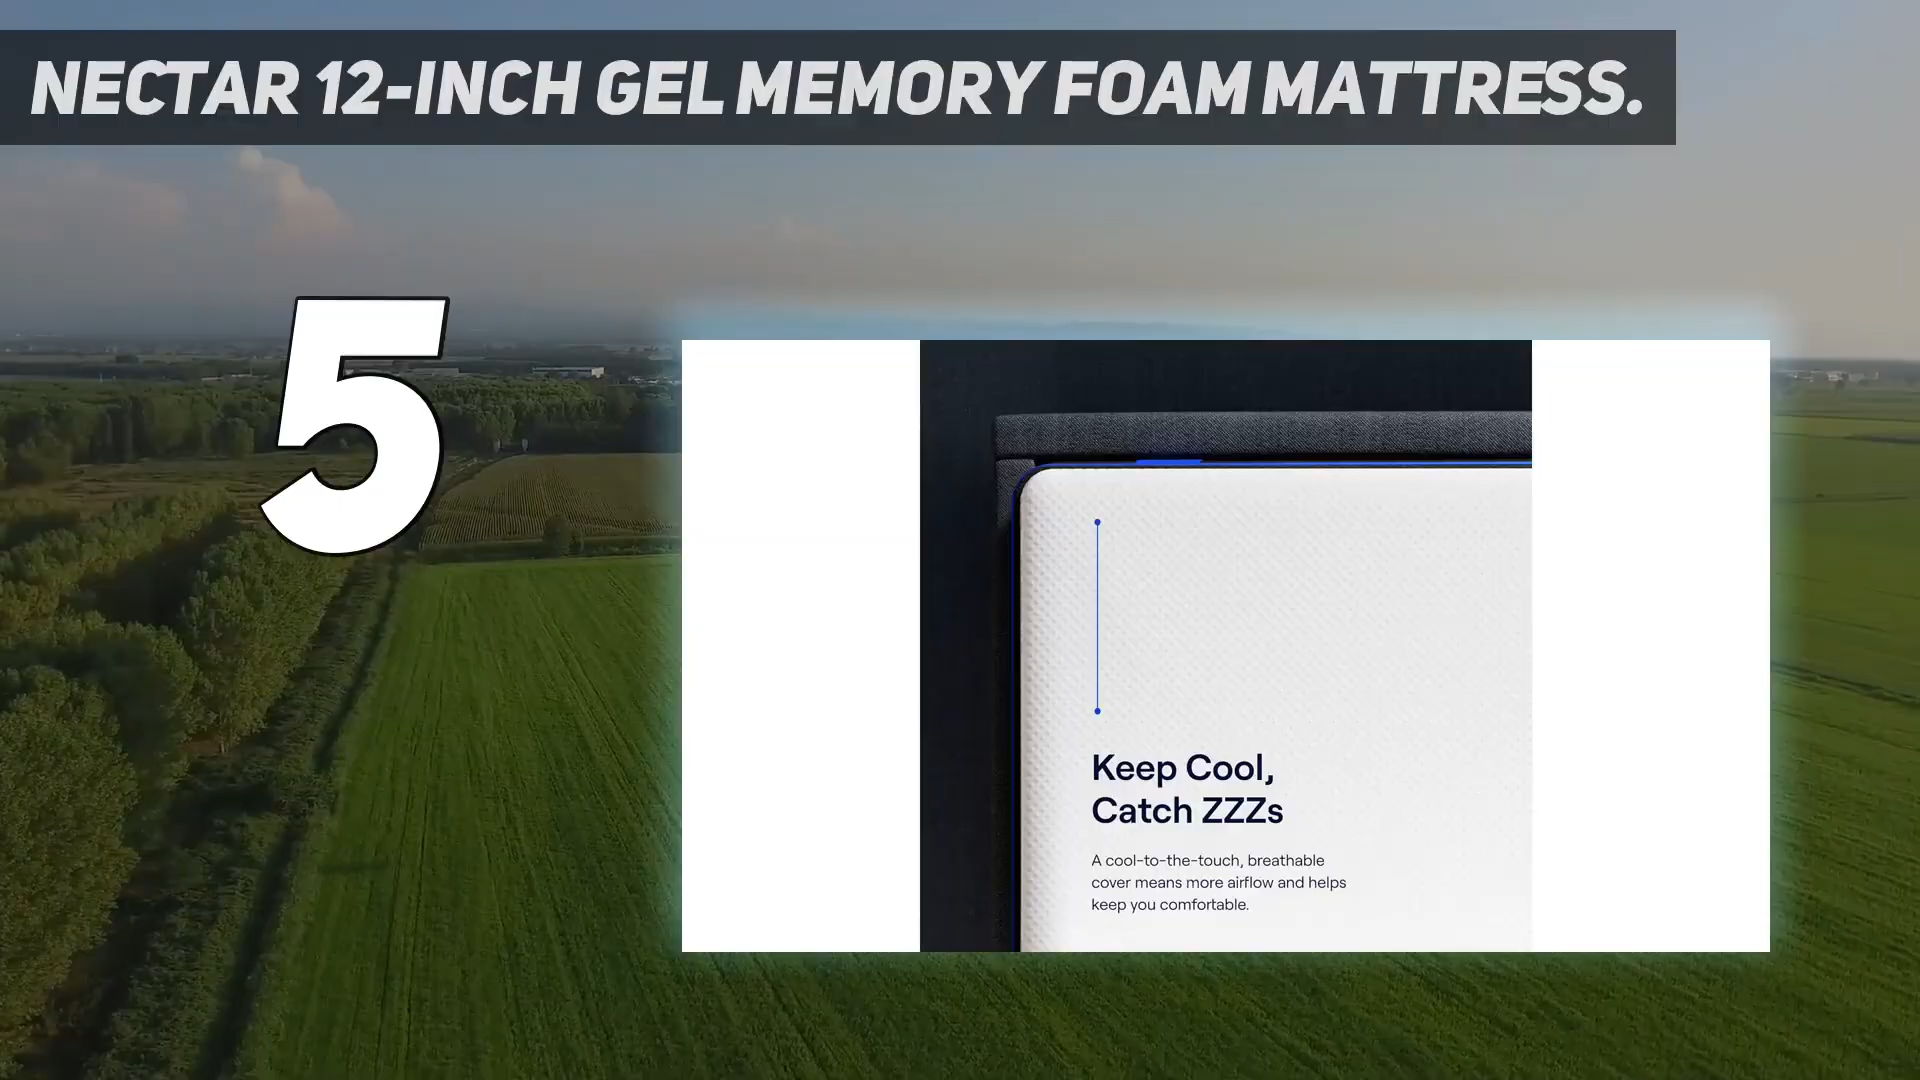 NECTAR 12-INCH GEL MEMORY FOAM MATTRESS.
5
Keep Cool,
Catch ZZZs
A cool-to-the-touch, breathable
cover means more airflow and helps
keep you comfortable.